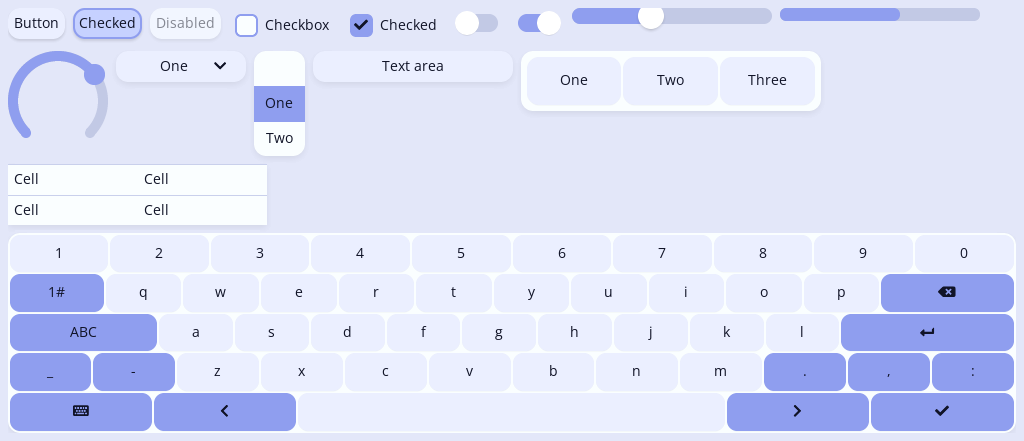 Button Checked Disabled Checkbox Checked
One One Two Text area One Two Three
Cell Cell
Cell Cell
1 2 3 4 5 6 7 8 9 0
1# q w e r t y u i o p
ABC a s d f g h j k l
_ - z x c v b n m . , :